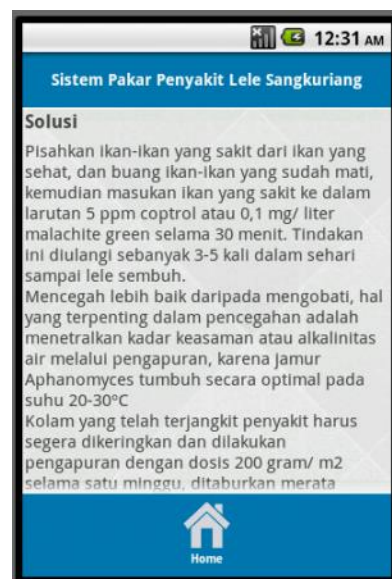 12:31 AM
Sistem Pakar Penyakit Lele Sangkuriang
Solusi
Pisahkan ikan-ikan yang sakit dari ikan yang
sehat, dan buang ikan-ikan yang sudah mati,
kemudian masukan ikan yang sakit ke dalam
larutan 5 ppm coptrol atau 0,1 mg/ liter
malachite green selama 30 menit. Tindakan
ini diulangi sebanyak 3-5 kali dalam sehari
sampai lele sembuh.
Mencegah lebih baik daripada mengobati, hal
yang terpenting dalam pencegahan adalah
menetralkan kadar keasaman atau alkalinitas
air melalui pengapuran, karena jamur
Aphanomyces tumbuh secara optimal pada
suhu 20-30ºC
Kolam yang telah terjangkit penyakit harus
segera dikeringkan dan dilakukan
pengapuran dengan dosis 200 gram/ m2
selama satu minggu, ditaburkan merata
Home